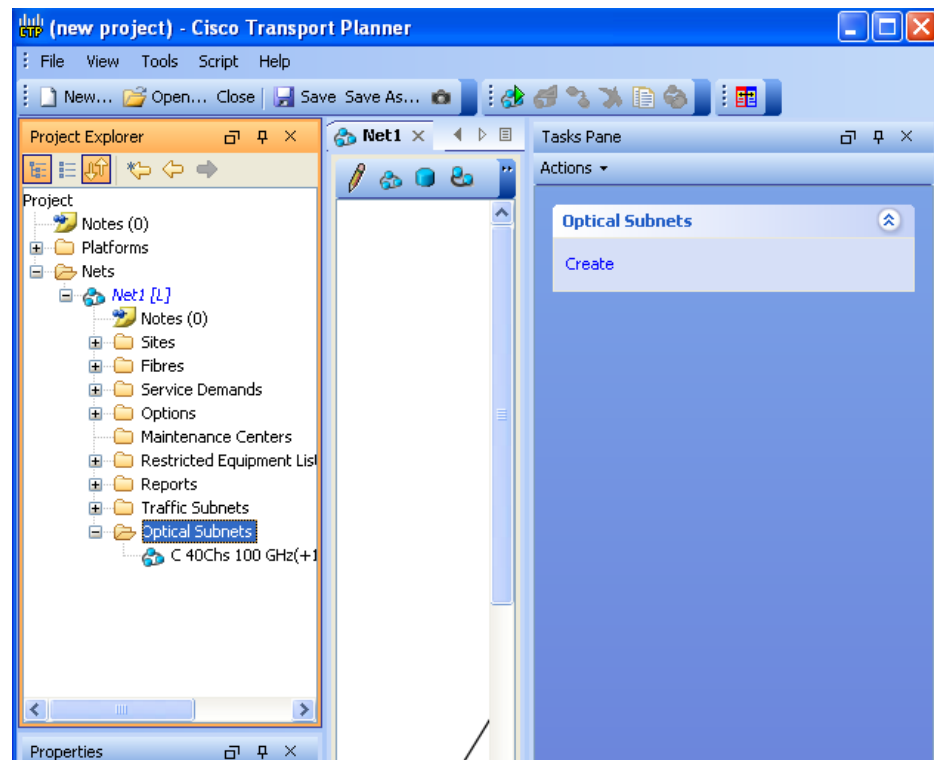 CTP (new project) - Cisco Transport Planner
File View Tools Script Help
New... Open... Close Save Save As...
Project Explorer
Net1
Tasks Pane
Actions
Project
Notes (0)
Platforms
Nets
Net1 [L]
Notes (0)
Sites
Fibres
Service Demands
Options
Maintenance Centers
Restricted Equipment List
Reports
Traffic Subnets
Optical Subnets
C 40Chs 100 GHz(+1
Optical Subnets
Create
Properties